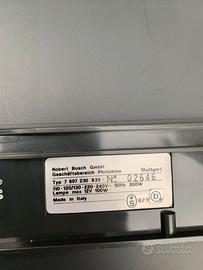 Robert Bosch GmbH
Geschäftsbereich Photokino Stuttgart
Typ 7 697 230 935 Nº 02646
110-120/130-220-240V~ 50Hz 200W
Lampe max 12V 100W
Made in Italy
subito